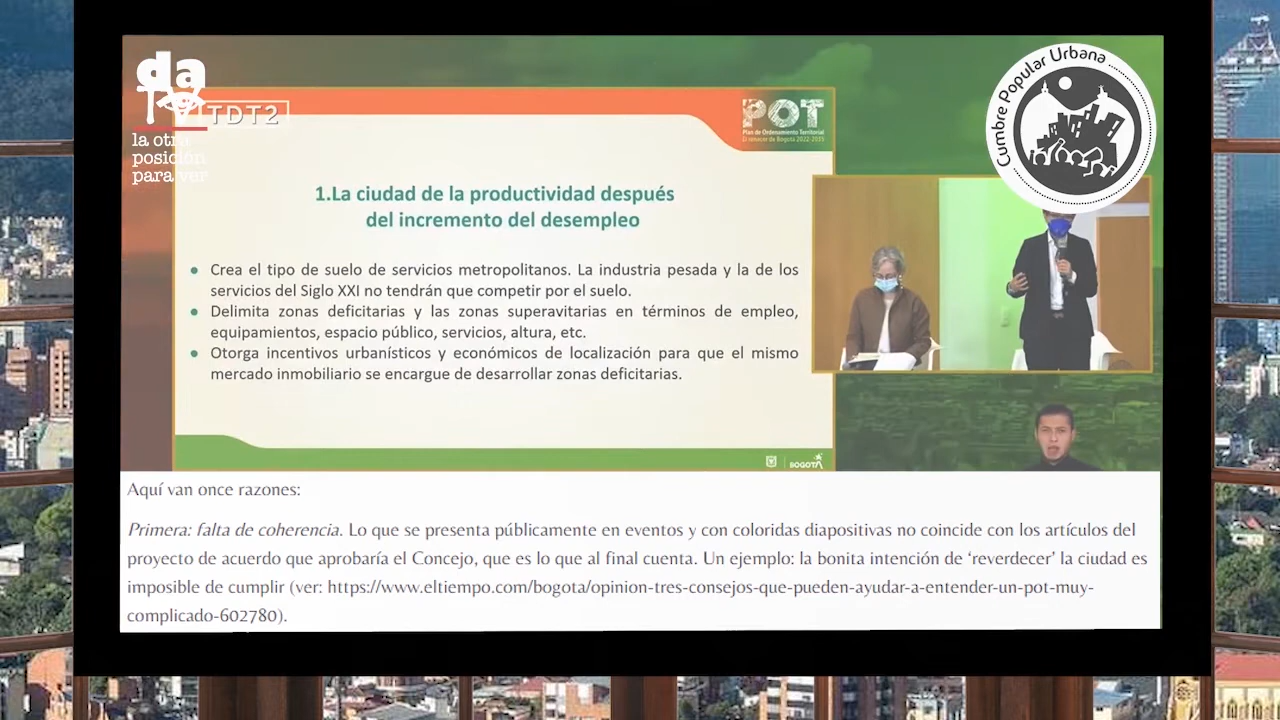 da
TV
TDT2
la otra
posición
para ver
Cumbre Popular Urbana
POT
Plan de Ordenamiento Territorial
El renacer de Bogotá 2022-2035
1.La ciudad de la productividad después
del incremento del desempleo
● Crea el tipo de suelo de servicios metropolitanos. La industria pesada y la de los
servicios del Siglo XXI no tendrán que competir por el suelo.
● Delimita zonas deficitarias y las zonas superavitarias en términos de empleo,
equipamientos, espacio público, servicios, altura, etc.
● Otorga incentivos urbanísticos y económicos de localización para que el mismo
mercado inmobiliario se encargue de desarrollar zonas deficitarias.
BOGOTÁ
Aquí van once razones:
Primera: falta de coherencia. Lo que se presenta públicamente en eventos y con coloridas diapositivas no coincide con los artículos del
proyecto de acuerdo que aprobaría el Concejo, que es lo que al final cuenta. Un ejemplo: la bonita intención de ‘reverdecer’ la ciudad es
imposible de cumplir (ver: https://www.eltiempo.com/bogota/opinion-tres-consejos-que-pueden-ayudar-a-entender-un-pot-muy-
complicado-602780).